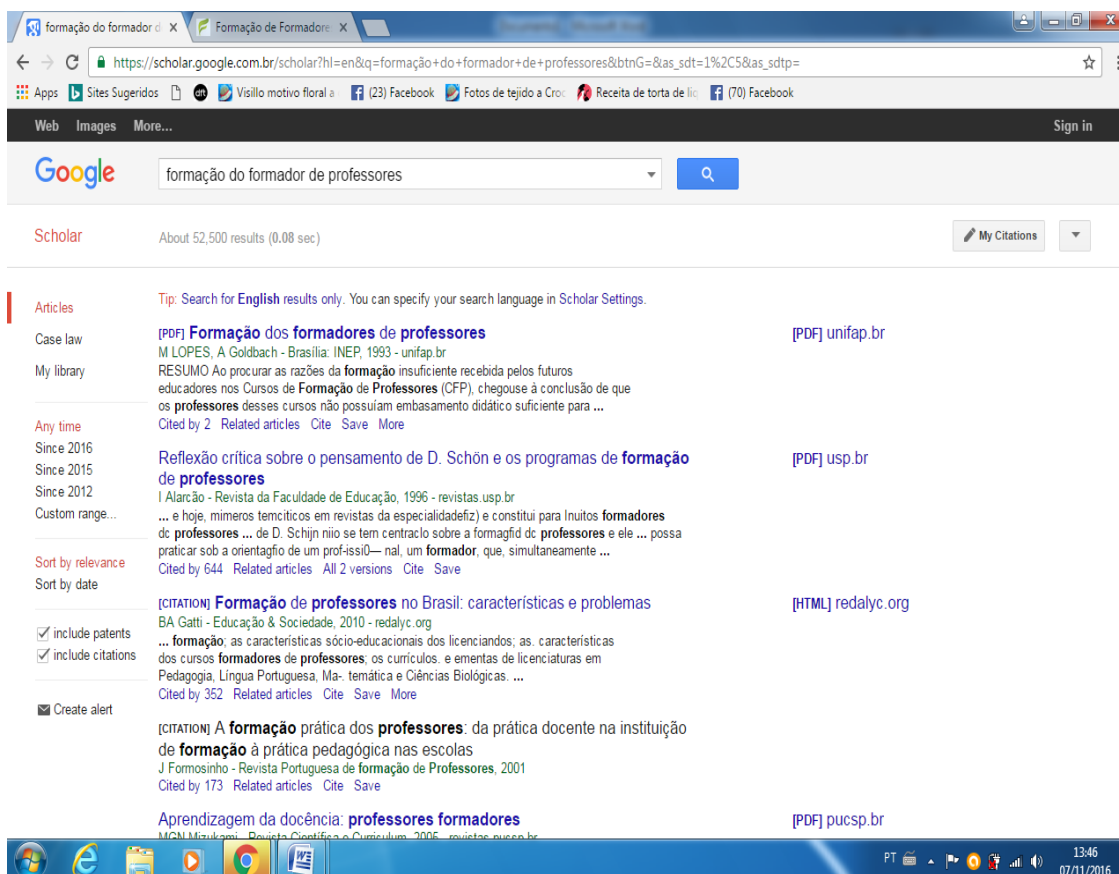 formação do formador d
Formação de Formadore
https://scholar.google.com.br/scholar?hl=en&q=formação+do+formador+de+professores&btnG=&as_sdt=1%2C5&as_sdtp=
Apps Sites Sugeridos Visillo motivo floral a (23) Facebook Fotos de tejido a Croc Receita de torta de liq (70) Facebook
Web Images More... Sign in
Google formação do formador de professores
Scholar About 52,500 results (0.08 sec) My Citations
Articles
Case law
My library
Any time
Since 2016
Since 2015
Since 2012
Custom range...
Sort by relevance
Sort by date
include patents
include citations
Create alert
Tip: Search for English results only. You can specify your search language in Scholar Settings.
[PDF] Formação dos formadores de professores [PDF] unifap.br
M LOPES, A Goldbach - Brasília: INEP, 1993 - unifap.br
RESUMO Ao procurar as razões da formação insuficiente recebida pelos futuros
educadores nos Cursos de Formação de Professores (CFP), chegouse à conclusão de que
os professores desses cursos não possuíam embasamento didático suficiente para ...
Cited by 2 Related articles Cite Save More
Reflexão crítica sobre o pensamento de D. Schön e os programas de formação [PDF] usp.br
de professores
I Alarcão - Revista da Faculdade de Educação, 1996 - revistas.usp.br
... e hoje, mimeros temciticos em revistas da especialidadefiz) e constitui para Inuitos formadores
dc professores ... de D. Schijn niio se tem centraclo sobre a formagfid dc professores e ele ... possa
praticar sob a orientagfio de um prof-issi0— nal, um formador, que, simultaneamente ...
Cited by 644 Related articles All 2 versions Cite Save
[CITATION] Formação de professores no Brasil: características e problemas [HTML] redalyc.org
BA Gatti - Educação & Sociedade, 2010 - redalyc.org
... formação; as características sócio-educacionais dos licenciandos; as. características
dos cursos formadores de professores; os currículos. e ementas de licenciaturas em
Pedagogia, Língua Portuguesa, Ma-. temática e Ciências Biológicas. ...
Cited by 352 Related articles Cite Save More
[CITATION] A formação prática dos professores: da prática docente na instituição
de formação à prática pedagógica nas escolas
J Formosinho - Revista Portuguesa de formação de Professores, 2001
Cited by 173 Related articles Cite Save
Aprendizagem da docência: professores formadores [PDF] pucsp.br
MGN Mizukami - Revista Científica e-Curriculum, 2005 - revistas.pucsp.br
PT 13:46
07/11/2016